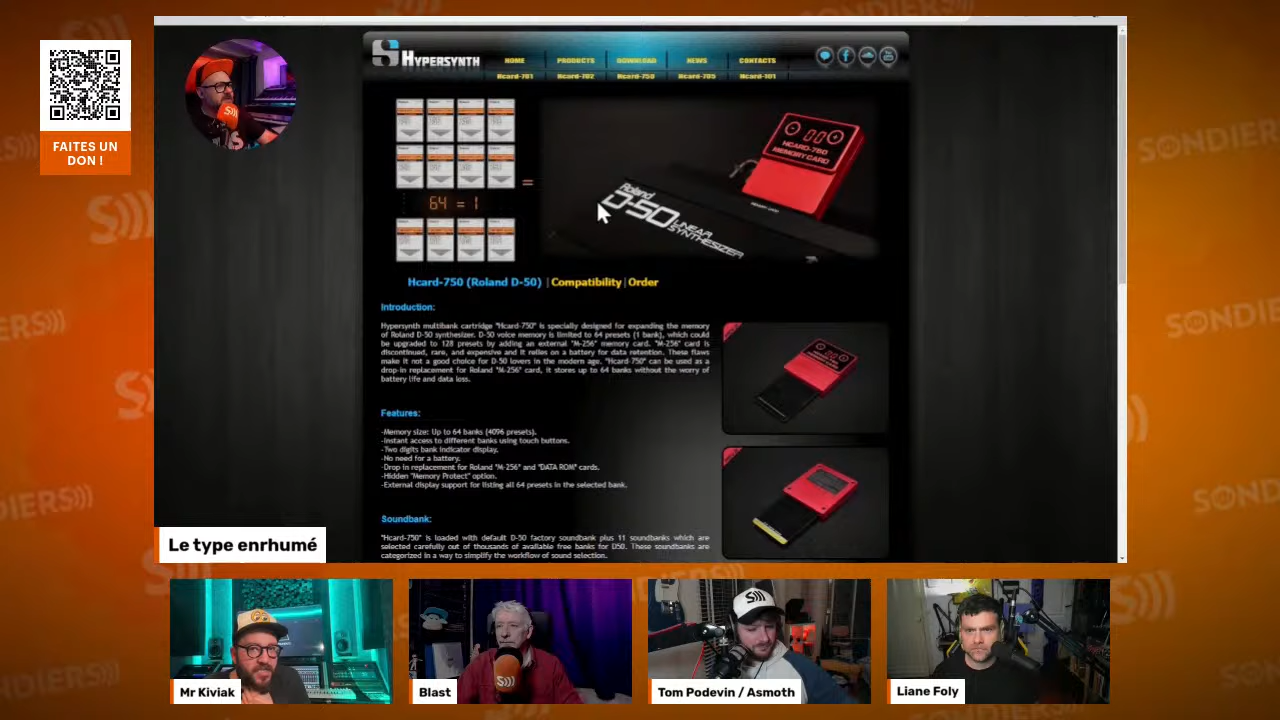 FAITES UN
DON !
SONDIERS
HYPERSYNTH
HOME PRODUCTS DOWNLOAD NEWS CONTACTS
Hcard-701 Hcard-702 Hcard-750 Hcard-705 Hcard-101
64 = 1
=
HCARD-750
MEMORY CARD
Roland
D-50 LINEAR
SYNTHESIZER
Hcard-750 (Roland D-50) | Compatibility | Order
Introduction:
Hypersynth multibank cartridge "Hcard-750" is specially designed for expanding the memory
of Roland D-50 synthesizer. D-50 voice memory is limited to 64 presets (1 bank), which could
be upgraded to 128 presets by adding an external "M-256" memory card. "M-256" card is
discontinued, rare, and expensive and it relies on a battery for data retention. These flaws
make it not a good choice for D-50 lovers in the modern age. "Hcard-750" can be used as a
drop-in replacement for Roland "M-256" card, it stores up to 64 banks without the worry of
battery life and data loss.
Features:
-Memory size: Up to 64 banks (4096 presets).
-Instant access to different banks using touch buttons.
-Two digits bank indicator display.
-No need for a battery.
-Drop in replacement for Roland "M-256" and "DATA ROM" cards.
-Hidden "Memory Protect" option.
-External display support for listing all 64 presets in the selected bank.
Soundbank:
"Hcard-750" is loaded with default D-50 factory soundbank plus 11 soundbanks which are
selected carefully out of thousands of available free banks for D50. These soundbanks are
categorized in a way to simplify the workflow of sound selection.
Le type enrhumé
Mr Kiviak
Blast
Tom Podevin / Asmoth
Liane Foly